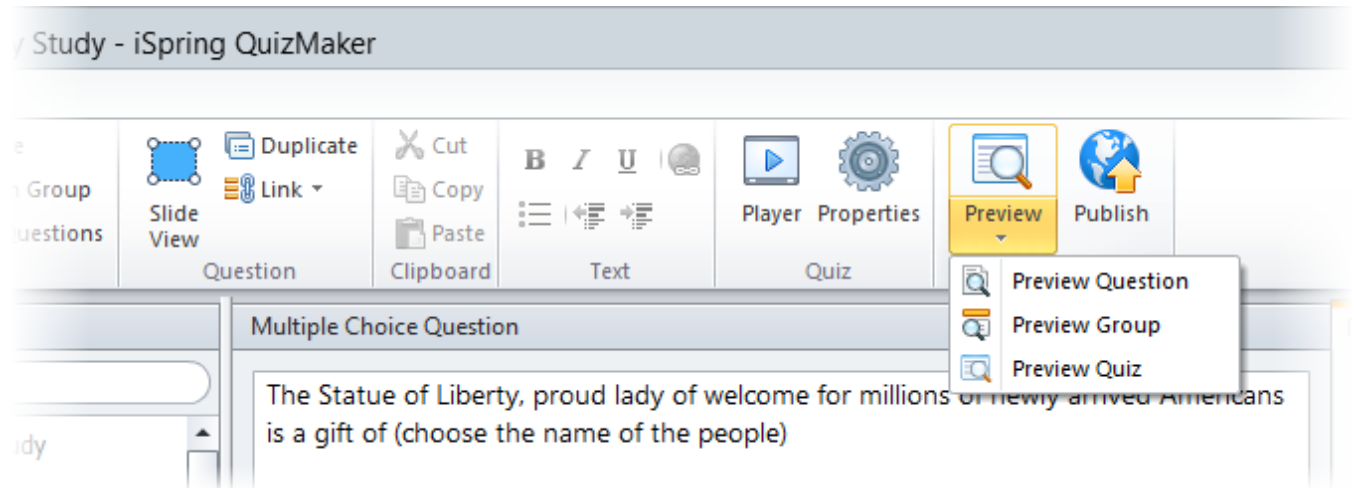 y Study - iSpring QuizMaker
Group
Questions
Slide
View
Duplicate
Link
Question
Cut
Copy
Paste
Clipboard
B I U
Text
Player
Properties
Quiz
Preview
Publish
Preview Question
Preview Group
Preview Quiz
Multiple Choice Question
The Statue of Liberty, proud lady of welcome for millions of newly arrived Americans
is a gift of (choose the name of the people)